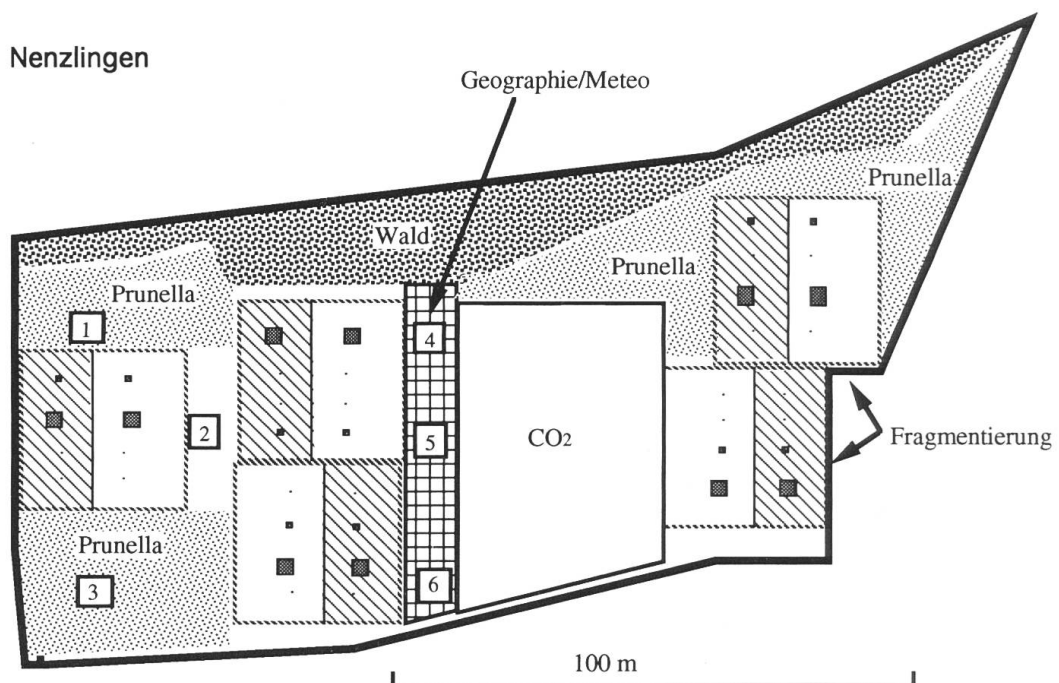 Nenzlingen
Geographie/Meteo
Prunella
Wald
Prunella
Prunella
1
4
2
5
CO2
Fragmentierung
Prunella
3
6
100 m